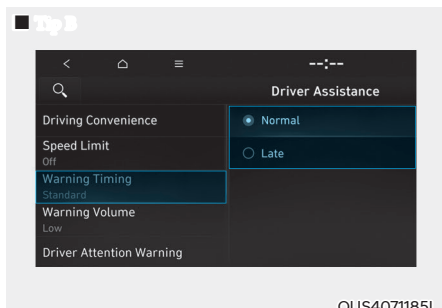 ■ Type B
--:--
Driver Assistance
Driving Convenience
Normal
Speed Limit
Off
Late
Warning Timing
Standard
Warning Volume
Low
Driver Attention Warning